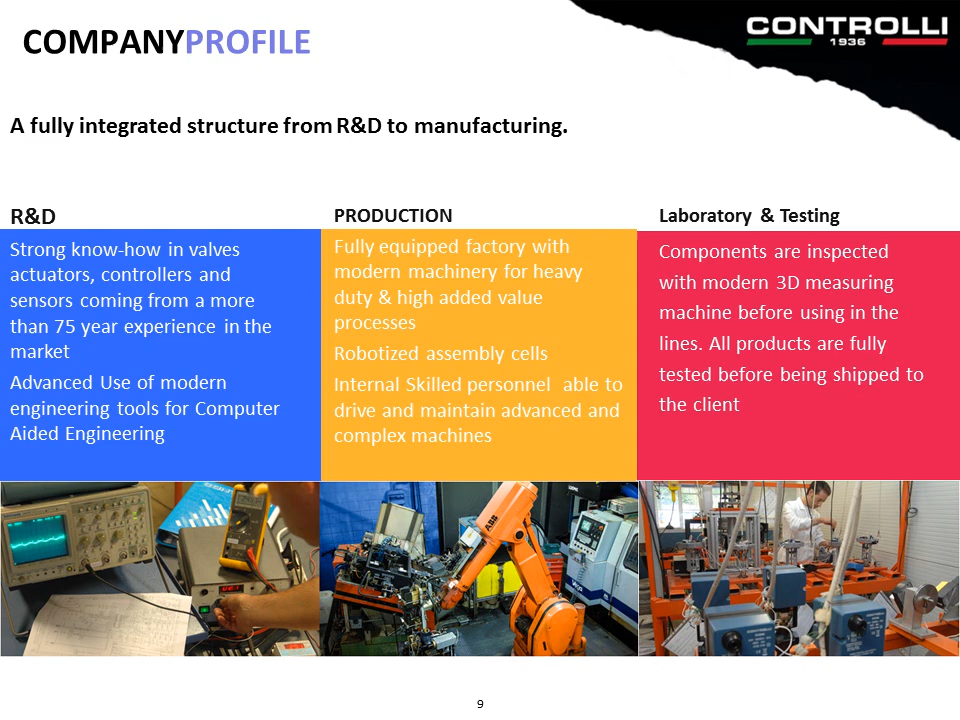 COMPANYPROFILE
CONTROLLI
1936
A fully integrated structure from R&D to manufacturing.
R&D
Strong know-how in valves
actuators, controllers and
sensors coming from a more
than 75 year experience in the
market
Advanced Use of modern
engineering tools for Computer
Aided Engineering
PRODUCTION
Fully equipped factory with
modern machinery for heavy
duty & high added value
processes
Robotized assembly cells
Internal Skilled personnel able to
drive and maintain advanced and
complex machines
Laboratory & Testing
Components are inspected
with modern 3D measuring
machine before using in the
lines. All products are fully
tested before being shipped to
the client
ABB
9